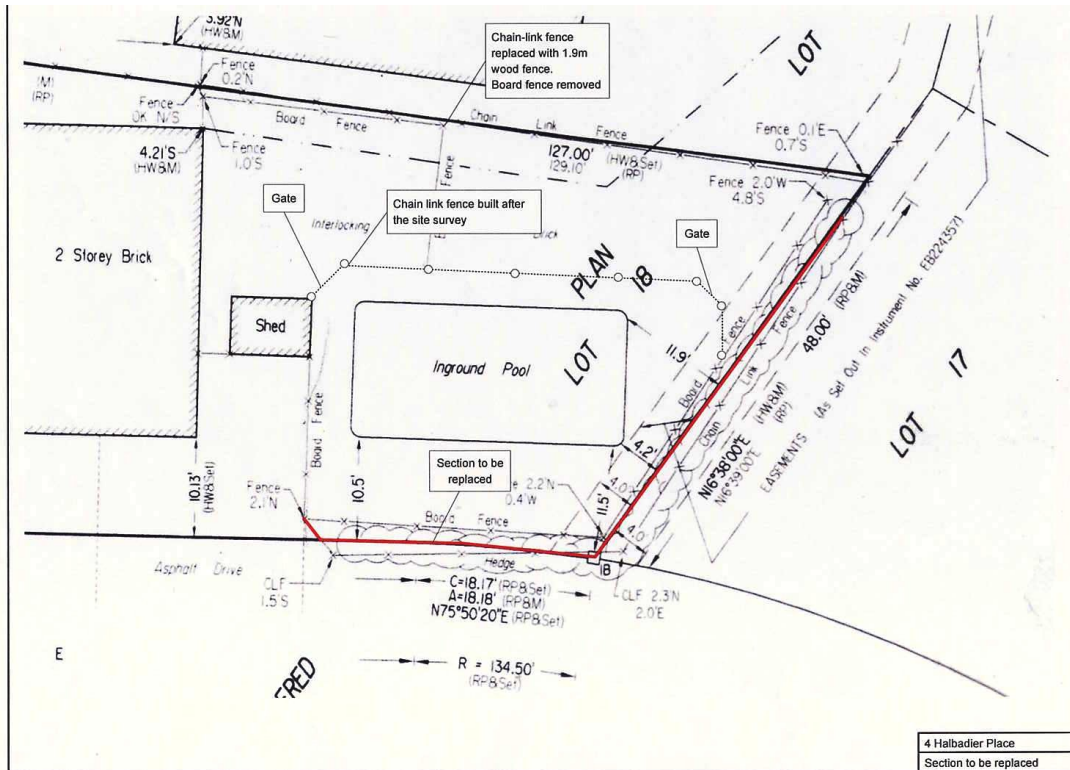 3.92'N
(HW&M)
Chain-link fence
replaced with 1.9m
wood fence.
Board fence removed
LOT
Fence
0.2'N
(RP)
Fence
OK N/S
Board Fence
Chain Link Fence
Fence 0.1'E
0.7'S
4.21'S
(HW&M)
Fence
1.0'S
127.00' (HW&Set)
129.10' (RP)
Fence 2.0'W
4.8'S
Fence
Gate
Chain link fence built after
the site survey
Interlocking
Gate
2 Storey Brick
PLAN
18
Shed
Inground Pool
LOT
11.9'
Fence
Board
Fence
Link
Chain
48.00' (RP&M)
N16°38'00"E (HW&M)
N16°39'00"E (RP)
EASEMENTS (As Set Out In Instrument No. EB2243571
17
LOT
Board Fence
10.13'
(HW&Set)
Fence
2.1'N
10.5'
Section to be
replaced
4.2'
4.0'
2.2'N
0.4'W
11.5'
4.0'
Board Fence
Asphalt Drive
Hedge
18
CLF
1.5'S
C=18.17' (RP&Set)
A=18.18' (RP&M)
N75°50'20"E (RP&Set)
CLF 2.3'N
2.0'E
E
ERED
R = 134.50'
(RP&Set)
4 Halbadier Place
Section to be replaced